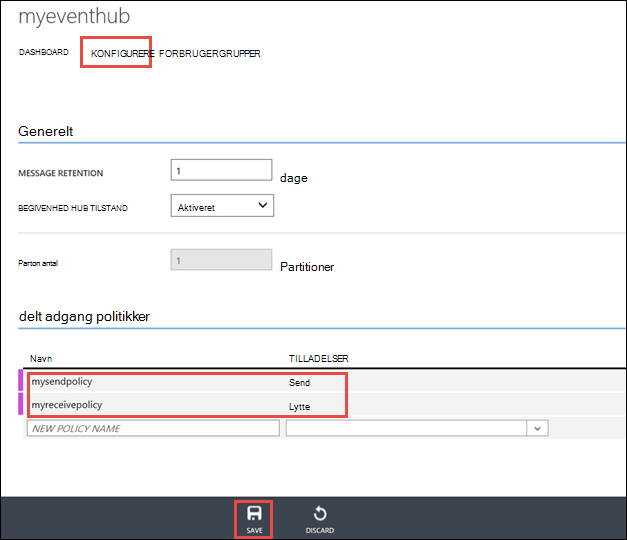 myeventhub
DASHBOARD KONFIGURERE FORBRUGERGRUPPER
Generelt
MESSAGE RETENTION 1 dage
BEGIVENHED HUB TILSTAND Aktiveret
Parton antal 1 Partitioner
delt adgang politikker
Navn TILLADELSER
mysendpolicy Send
myreceivepolicy Lytte
NEW POLICY NAME
SAVE DISCARD